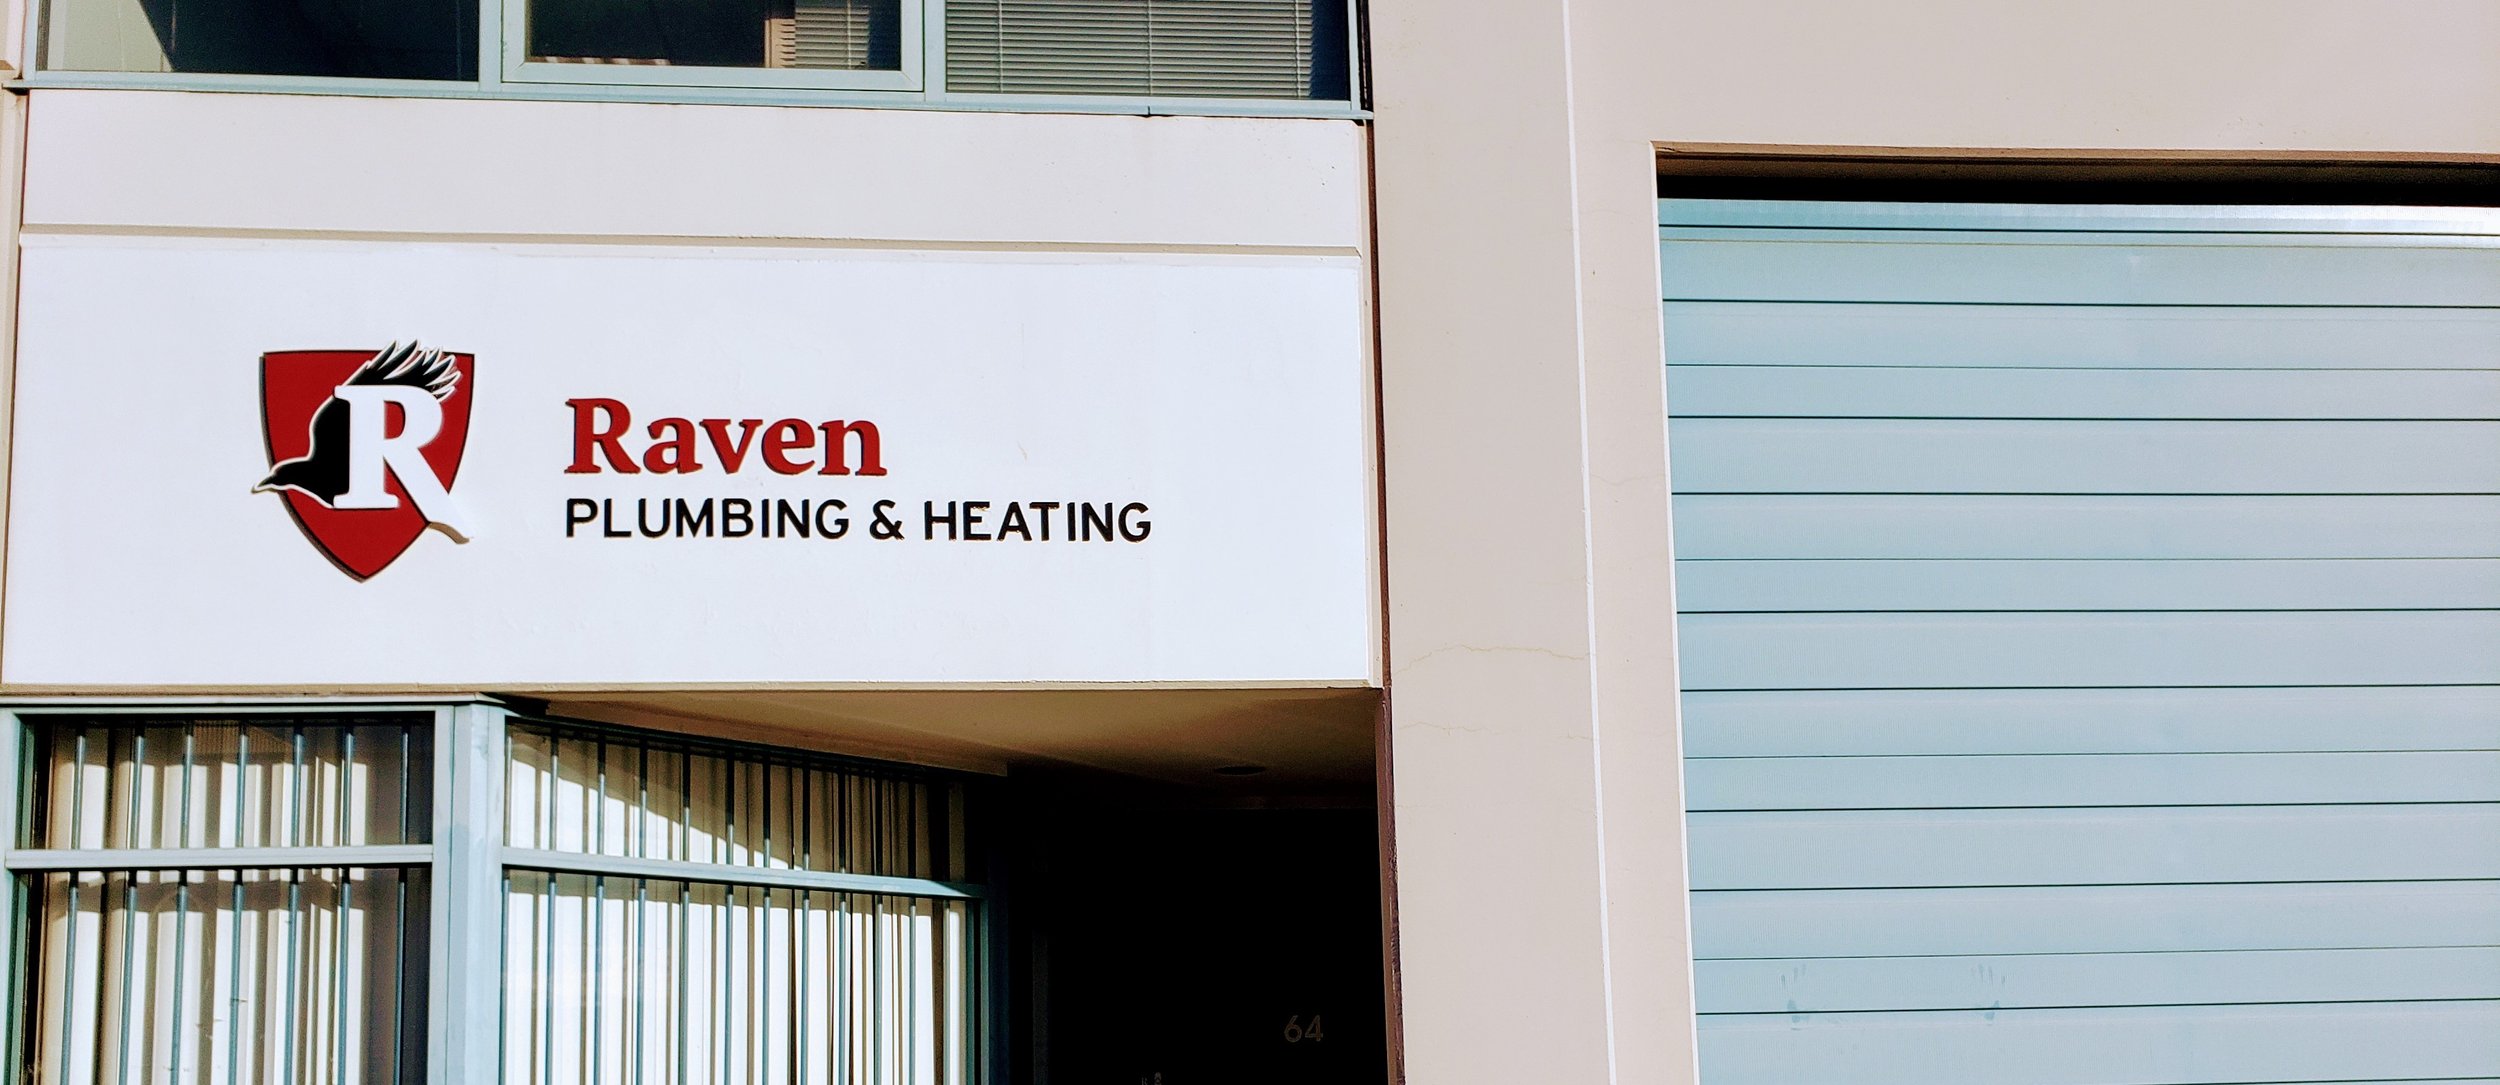 R
Raven
PLUMBING & HEATING
64